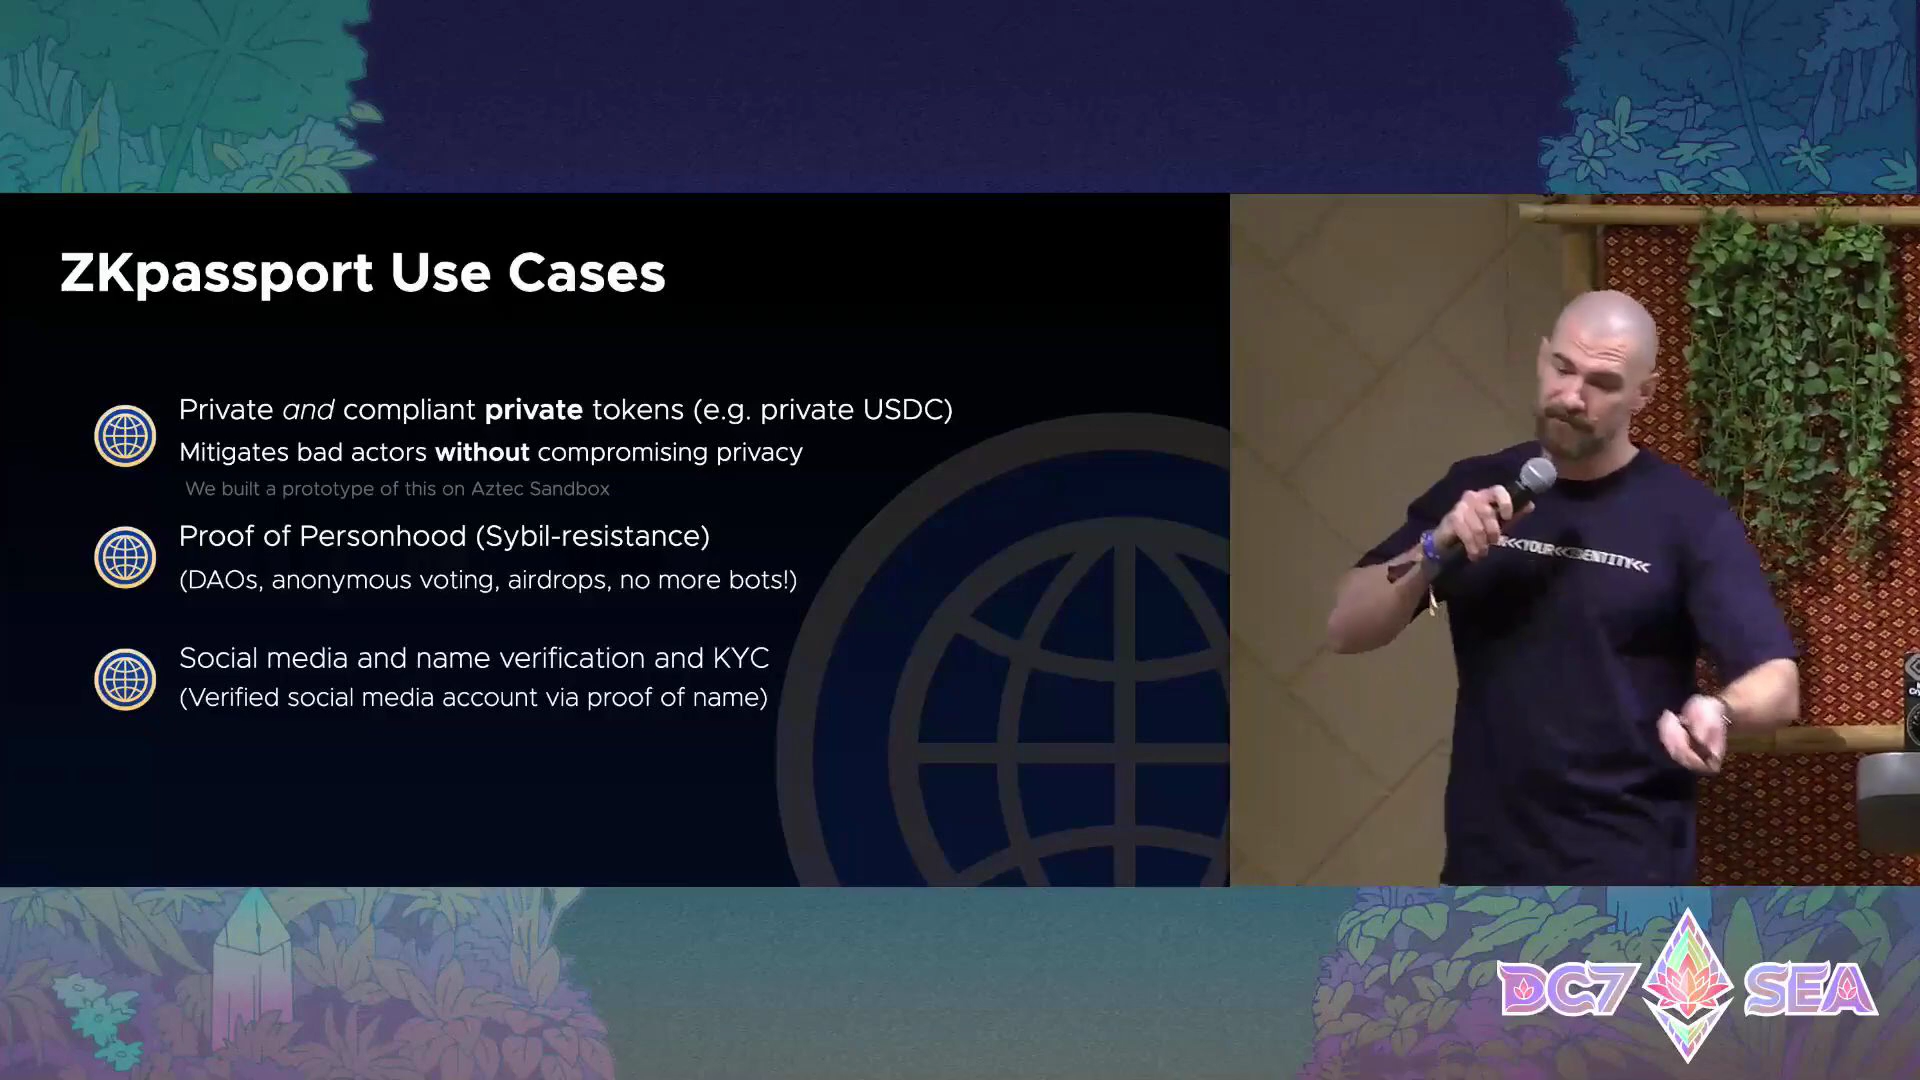 ZKpassport Use Cases
Private and compliant private tokens (e.g. private USDC)
Mitigates bad actors without compromising privacy
We built a prototype of this on Aztec Sandbox
Proof of Personhood (Sybil-resistance)
(DAOs, anonymous voting, airdrops, no more bots!)
Social media and name verification and KYC
(Verified social media account via proof of name)
<<YOUR<<IDENTITY<<
DC7 SEA